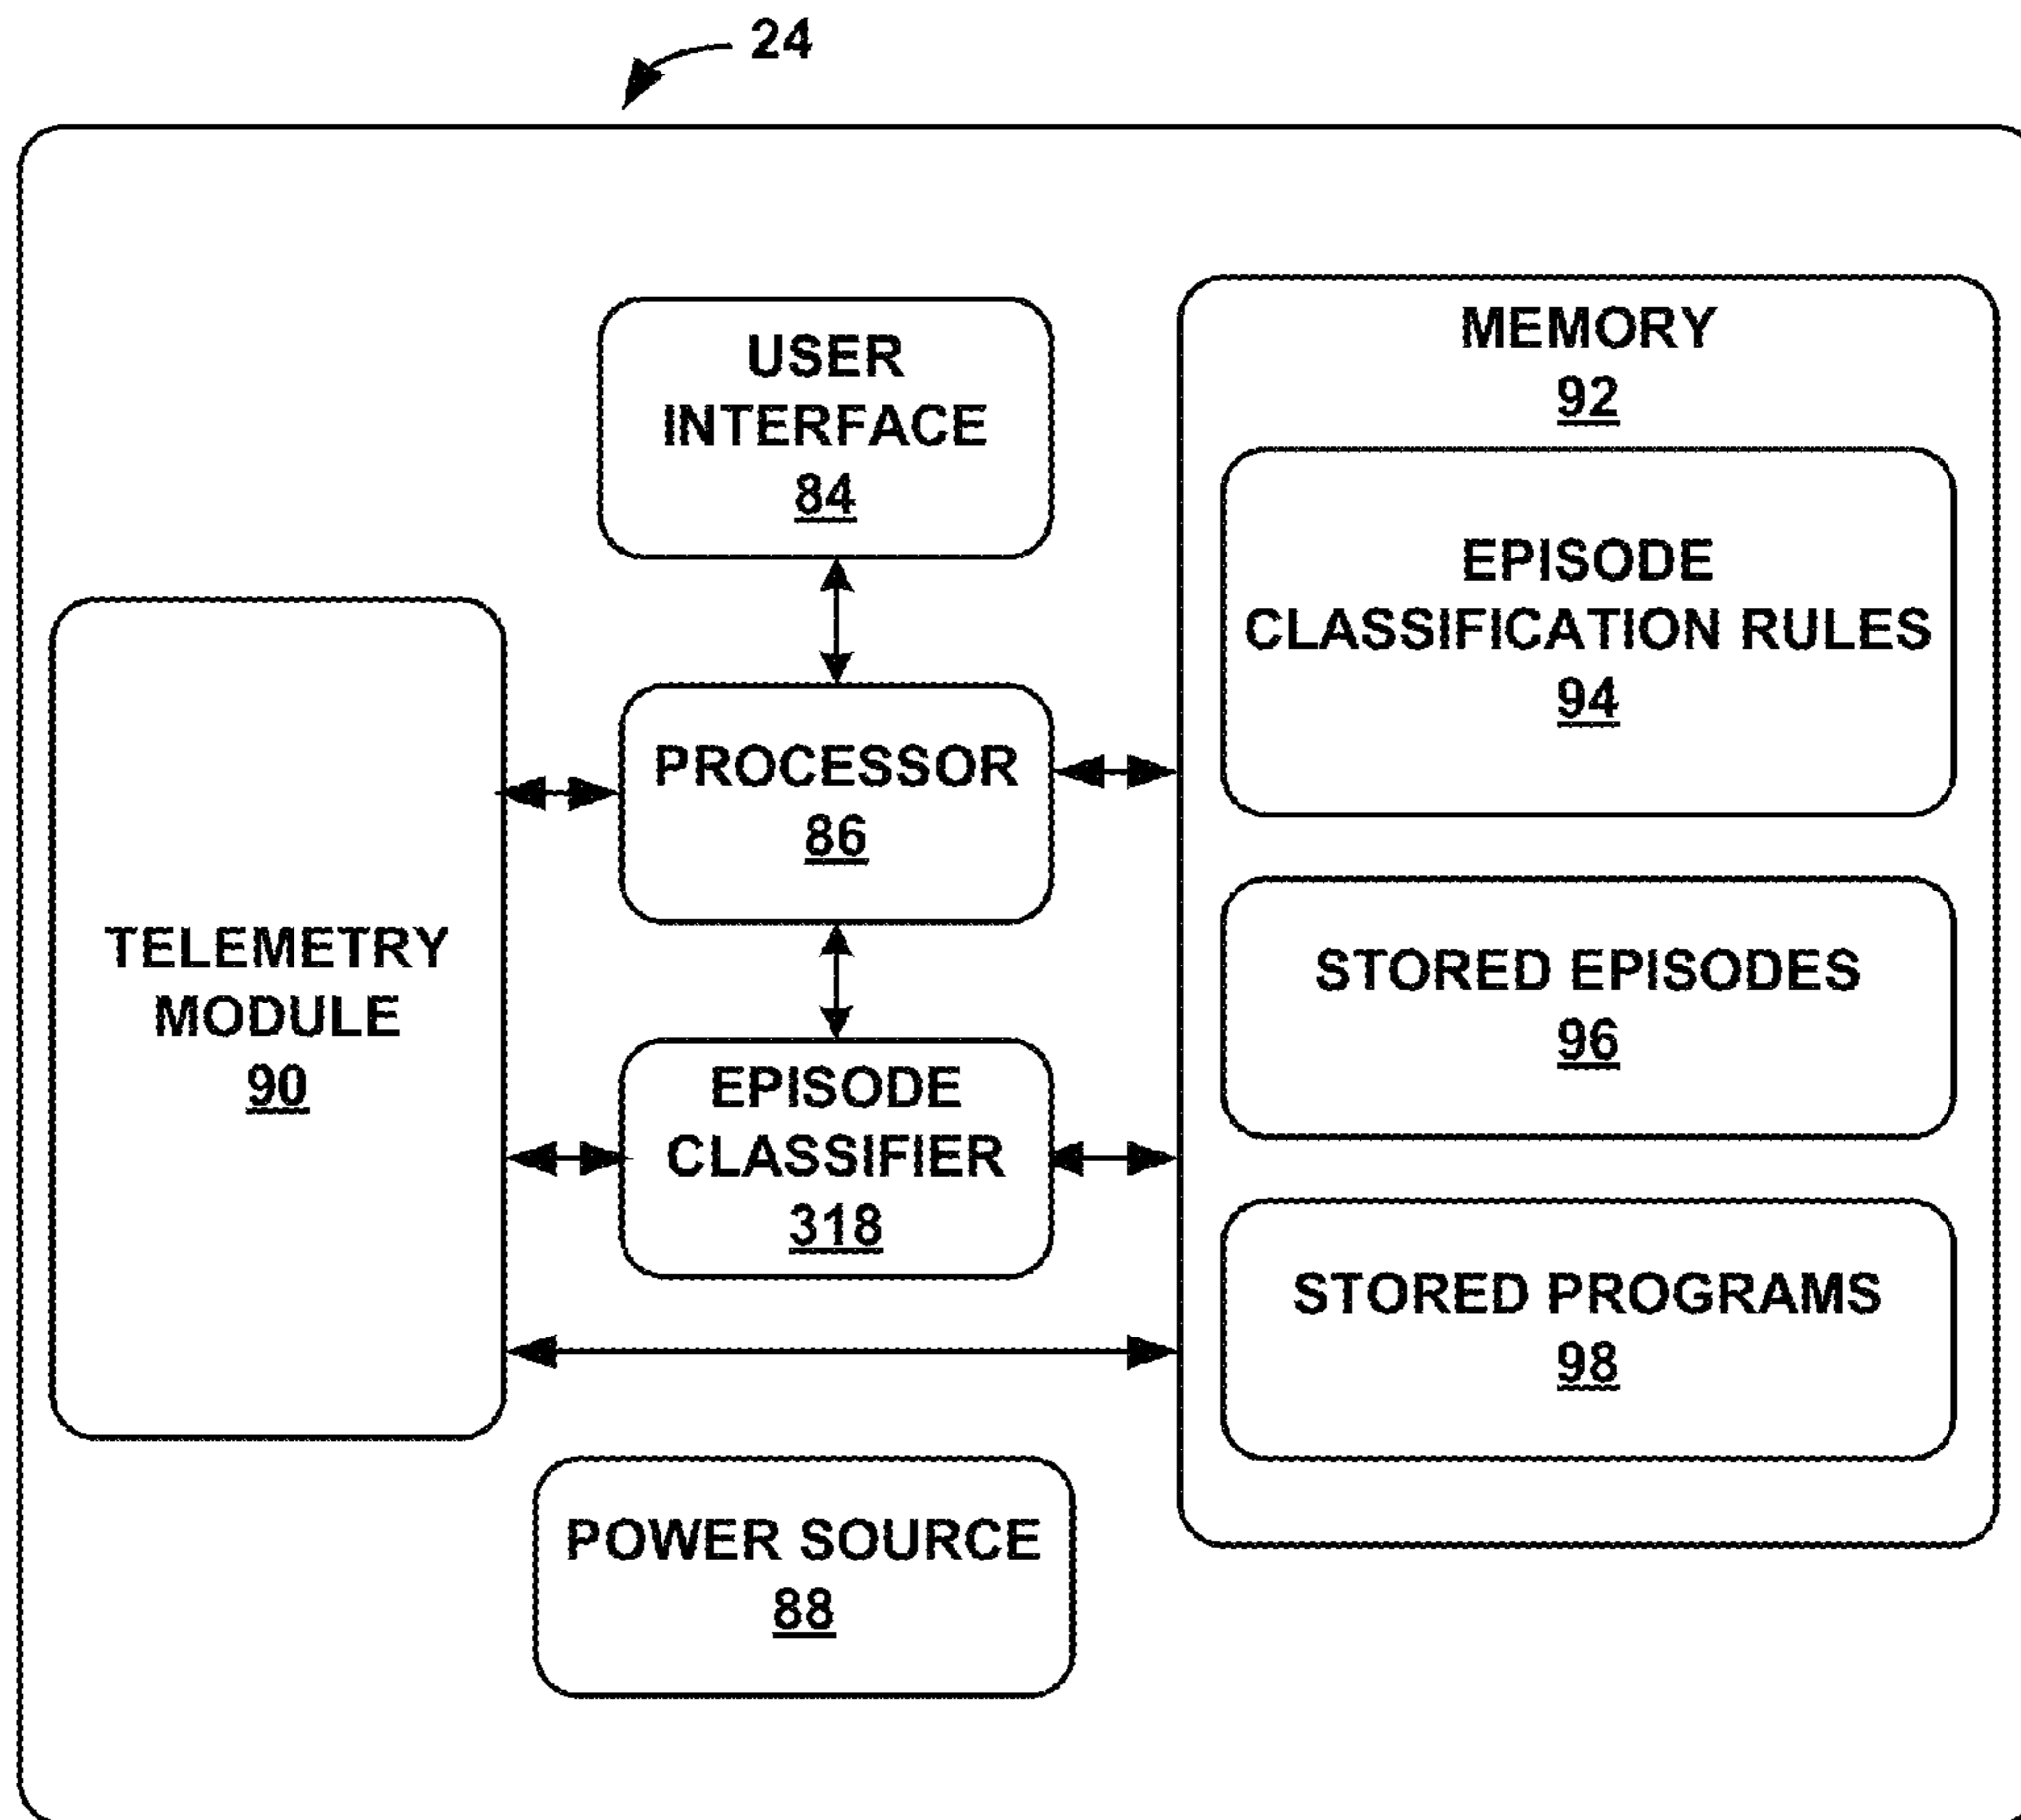 24
USER
INTERFACE
84
MEMORY
92
EPISODE
CLASSIFICATION RULES
94
PROCESSOR
86
TELEMETRY
MODULE
90
STORED EPISODES
96
EPISODE
CLASSIFIER
318
STORED PROGRAMS
98
POWER SOURCE
88